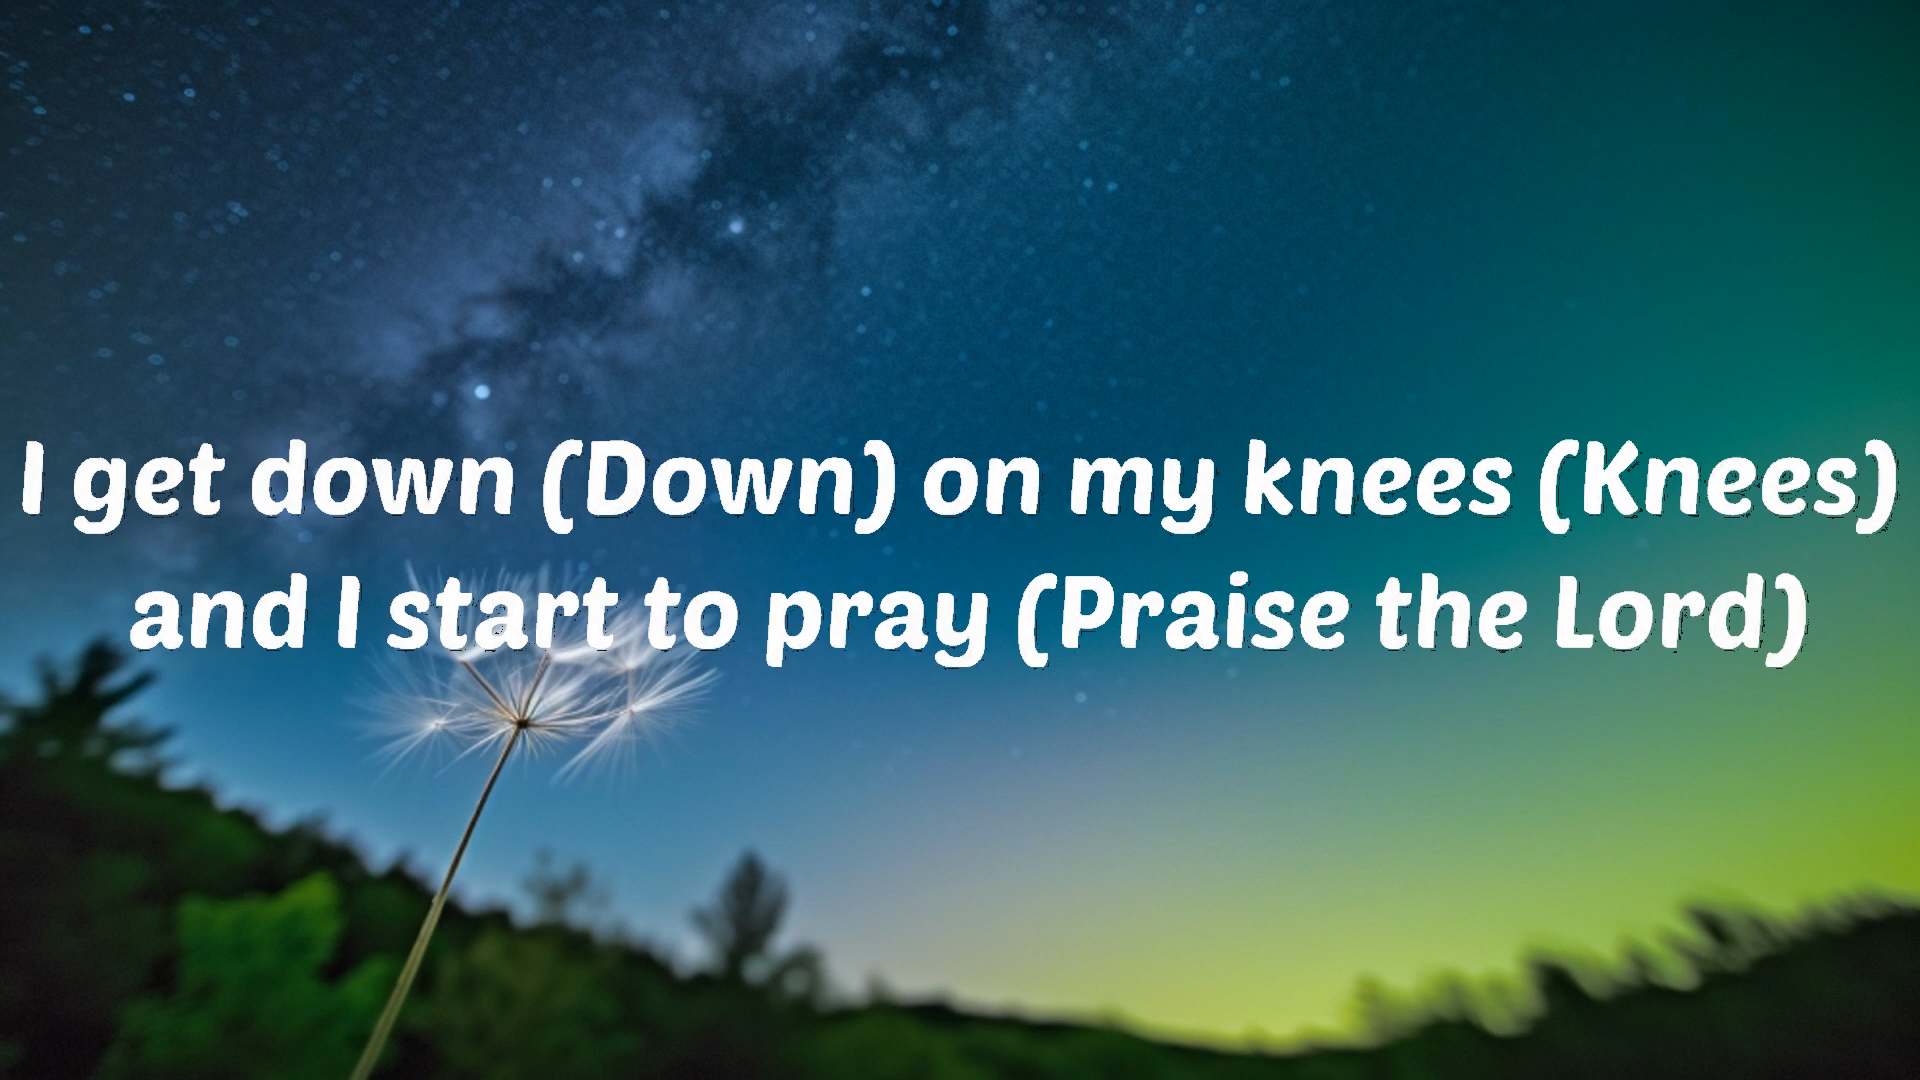 I get down (Down) on my knees (Knees)
and I start to pray (Praise the Lord)